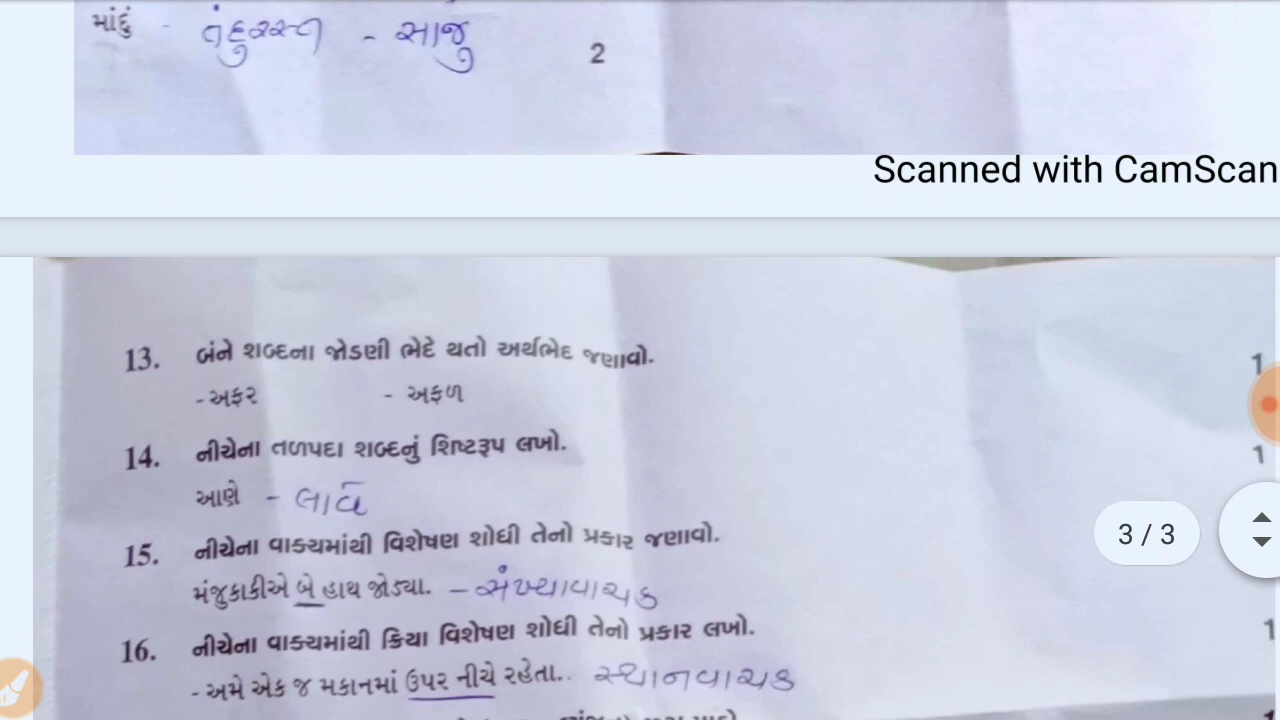 માંદું - તંદુરસ્ત - સાજુ
2
Scanned with CamScan
13. બંને શબ્દના જોડણી ભેદે થતો અર્થભેદ જણાવો. 1
- અફર - અફળ
14. નીચેના તળપદા શબ્દનું શિષ્ટરૂપ લખો. 1
આણે - લાવે
3 / 3
15. નીચેના વાક્યમાંથી વિશેષણ શોધી તેનો પ્રકાર જણાવો.
મંજુકાકીએ બે હાથ જોડ્યા. - સંખ્યાવાચક
16. નીચેના વાક્યમાંથી ક્રિયા વિશેષણ શોધી તેનો પ્રકાર લખો. 1
- અમે એક જ મકાનમાં ઉપર નીચે રહેતા.. સ્થાનવાચક